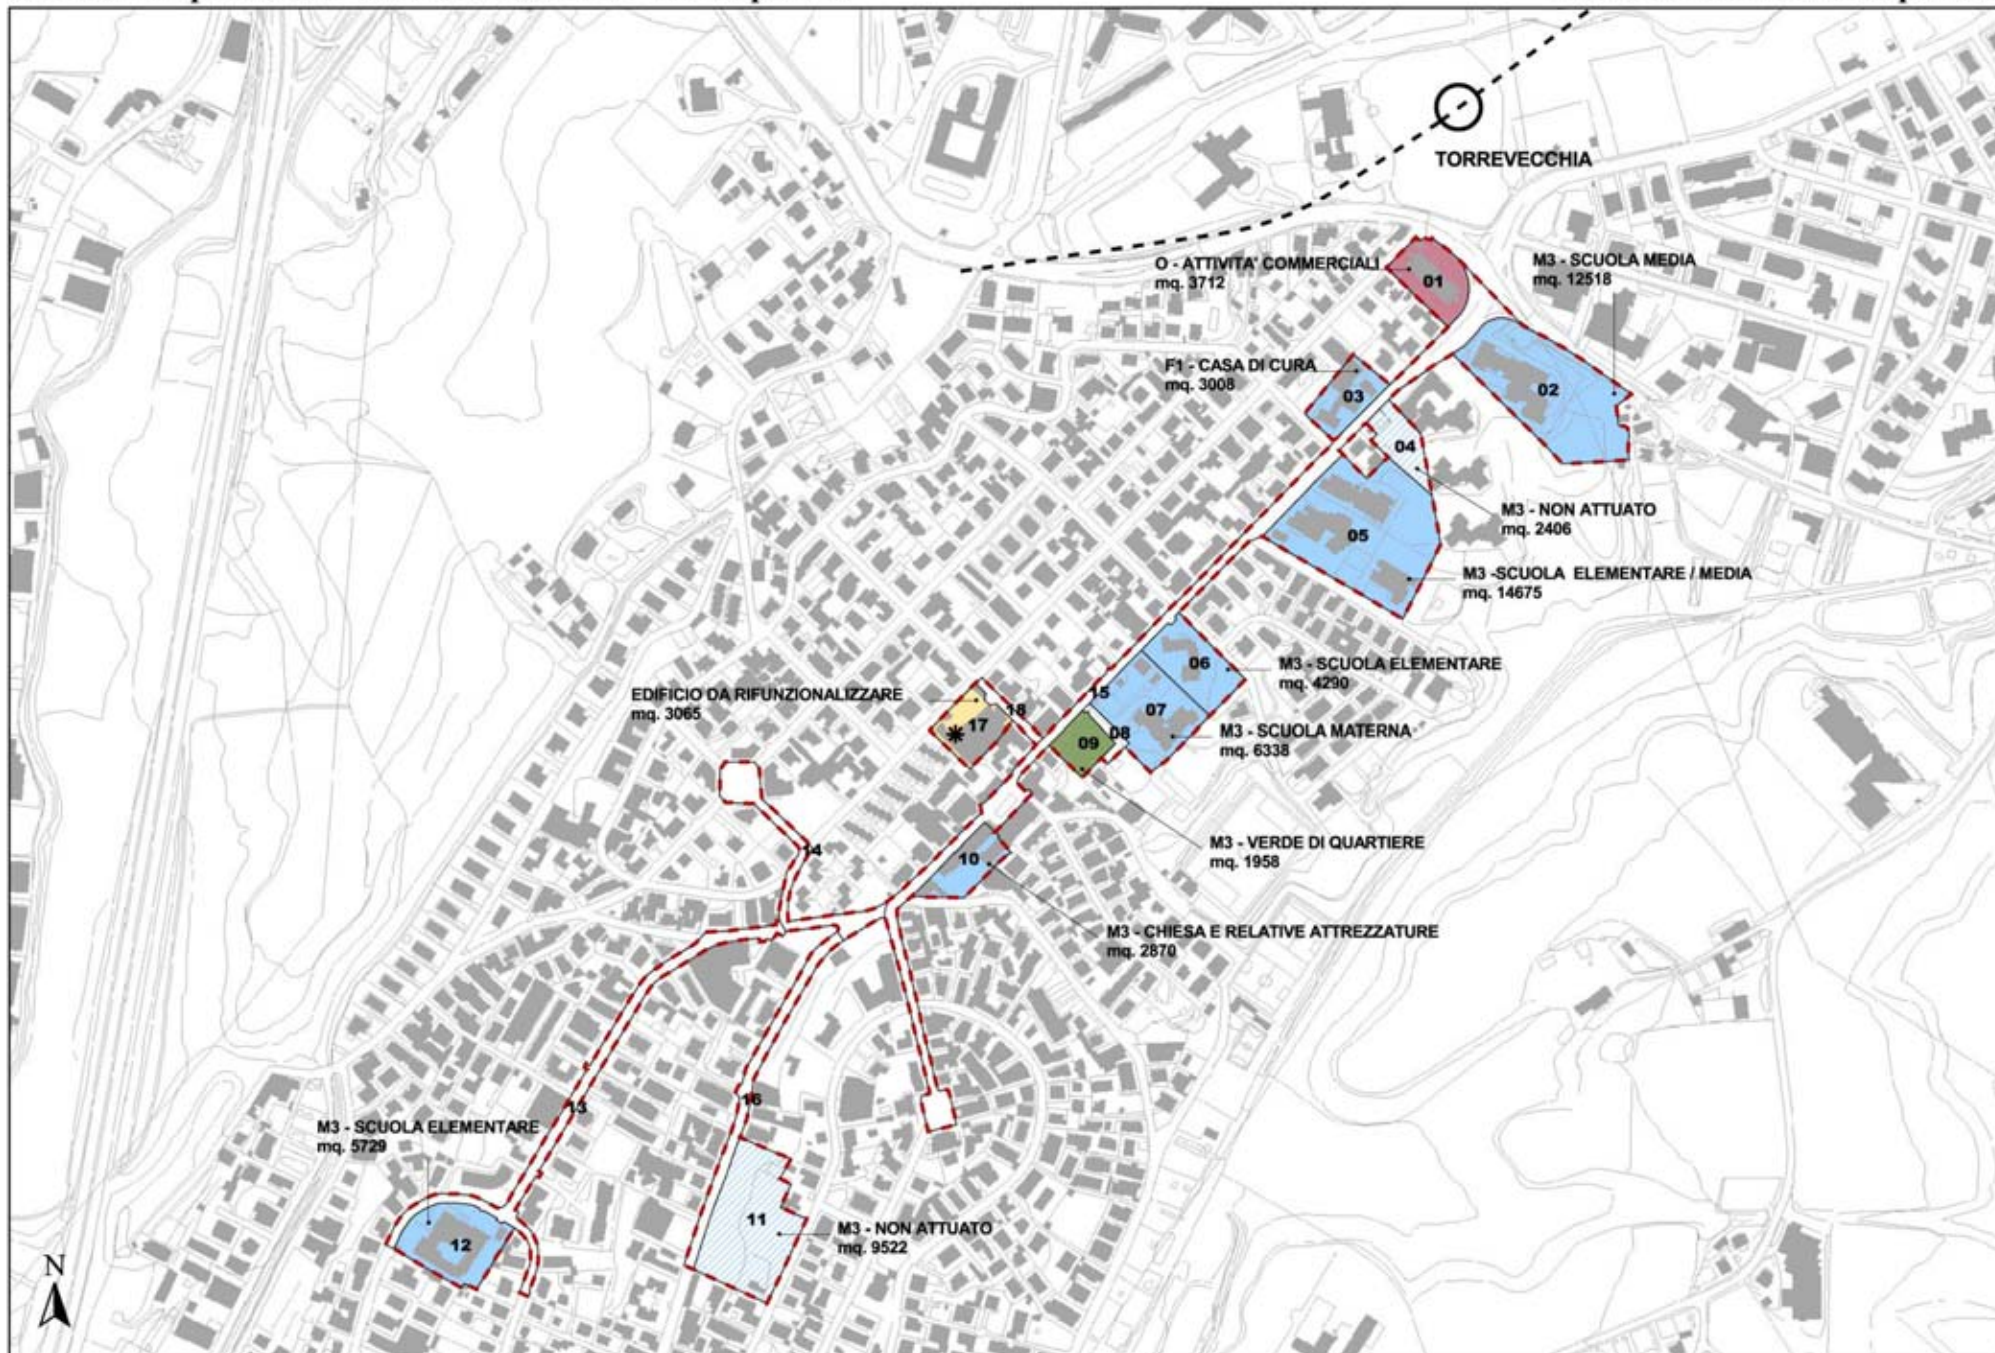 TORREVECCHIA
O - ATTIVITA' COMMERCIALI
mq. 3712
01
M3 - SCUOLA MEDIA
mq. 12518
F1 - CASA DI CURA
mq. 3008
03
02
04
M3 - NON ATTUATO
mq. 2406
05
M3 -SCUOLA ELEMENTARE / MEDIA
mq. 14675
06
M3 - SCUOLA ELEMENTARE
mq. 4290
EDIFICIO DA RIFUNZIONALIZZARE
mq. 3065
15
18
17
07
08
09
M3 - SCUOLA MATERNA
mq. 6338
M3 - VERDE DI QUARTIERE
mq. 1958
14
10
M3 - CHIESA E RELATIVE ATTREZZATURE
mq. 2870
13
16
M3 - SCUOLA ELEMENTARE
mq. 5729
11
M3 - NON ATTUATO
mq. 9522
12
N